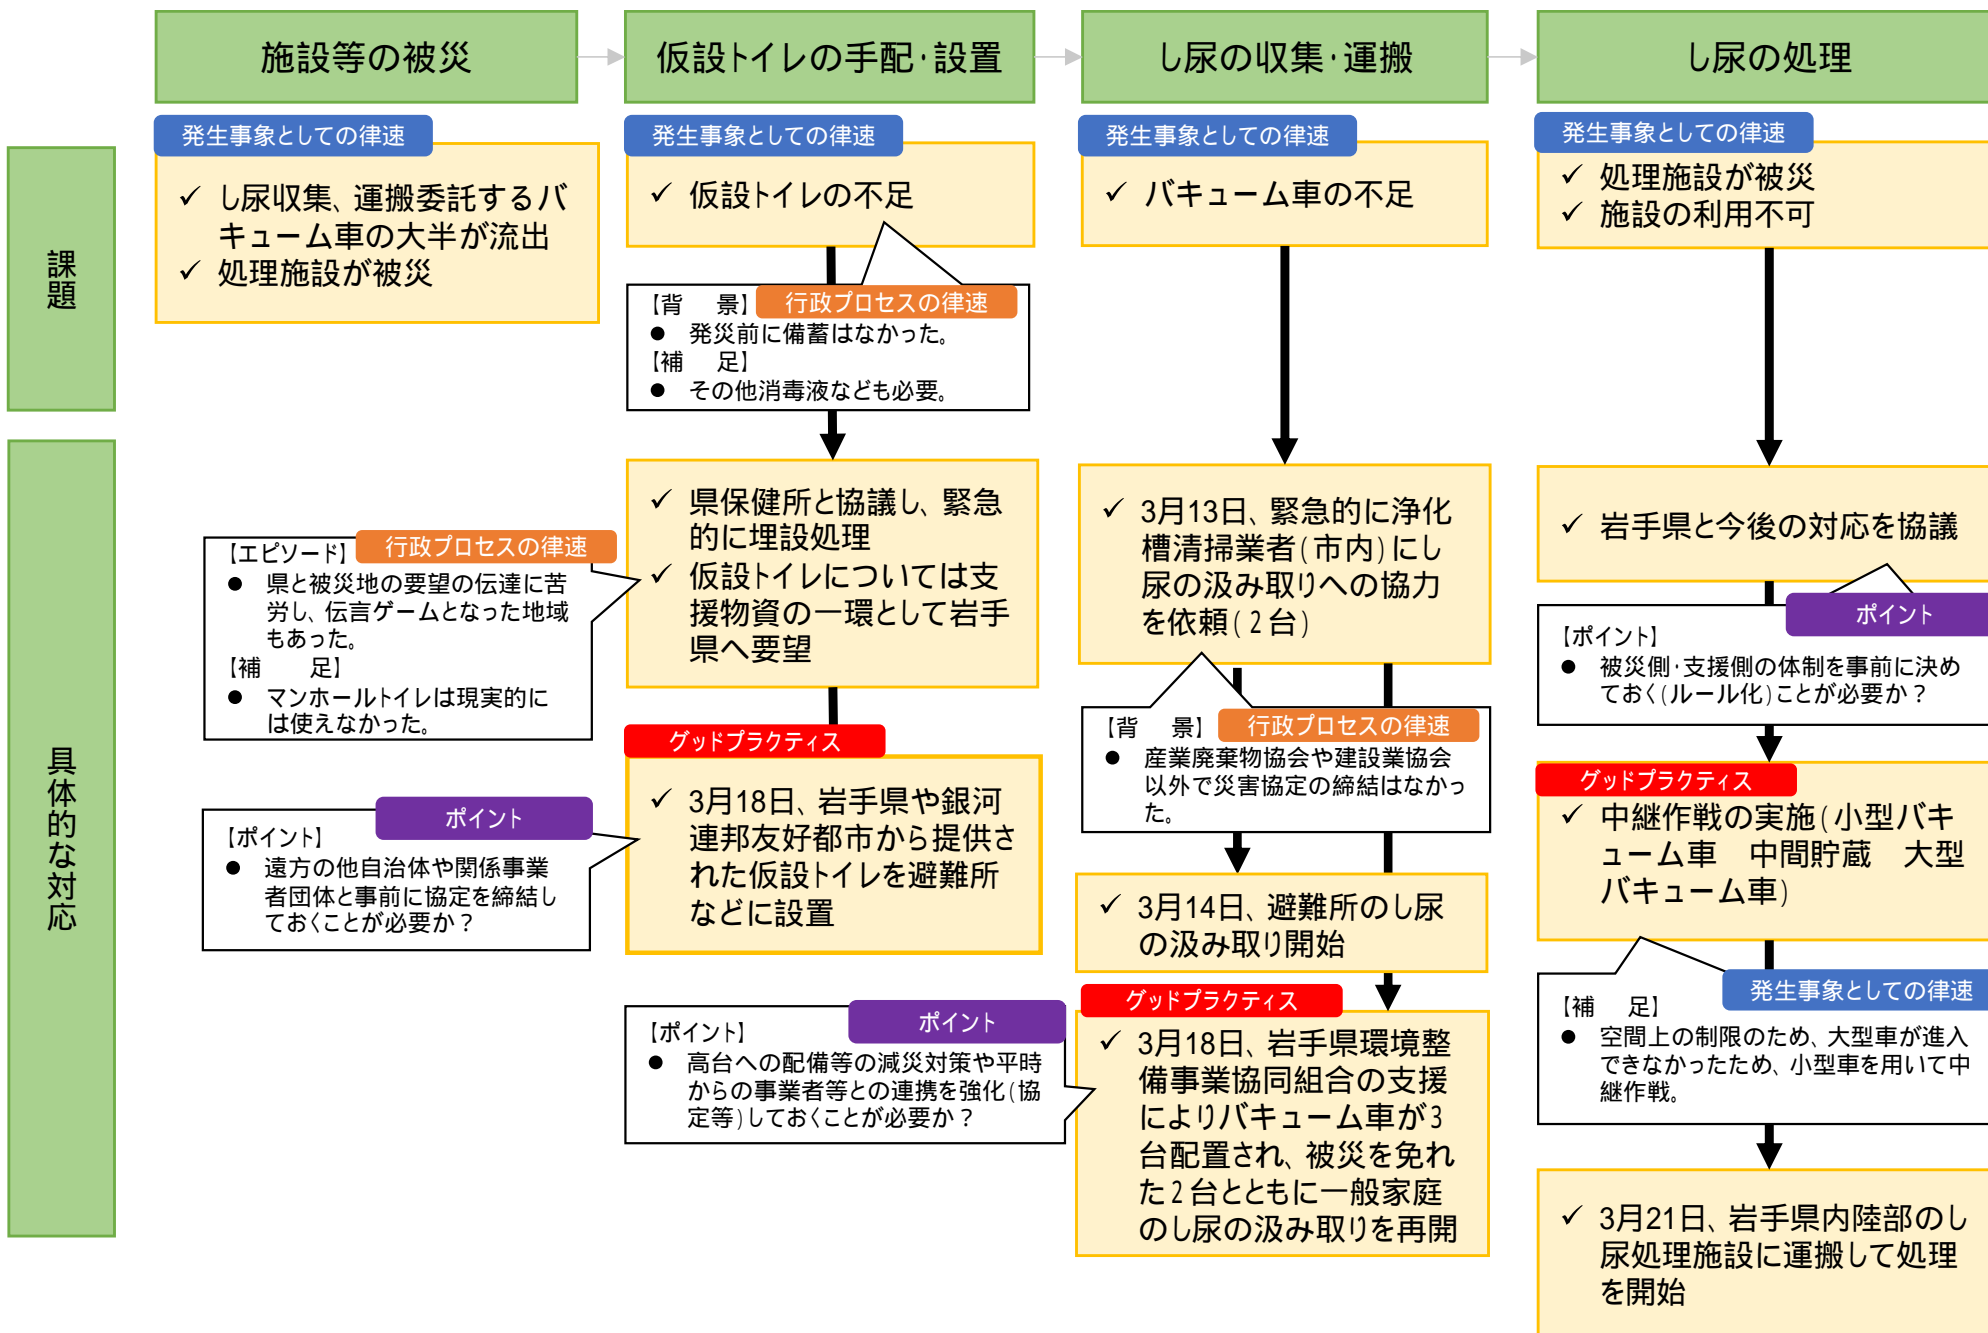 施設等の被災
仮設トイレの手配・設置
し尿の収集・運搬
し尿の処理
課題
発生事象としての律速
✓ し尿収集、運搬委託するバ
キューム車の大半が流出
✓ 処理施設が被災
発生事象としての律速
✓ 仮設トイレの不足
【背　景】
行政プロセスの律速
● 発災前に備蓄はなかった。
【補　足】
● その他消毒液なども必要。
発生事象としての律速
✓ バキューム車の不足
発生事象としての律速
✓ 処理施設が被災
✓ 施設の利用不可
具体的な対応
【エピソード】
行政プロセスの律速
● 県と被災地の要望の伝達に苦
労し、伝言ゲームとなった地域
もあった。
【補　足】
● マンホールトイレは現実的に
は使えなかった。
ポイント
【ポイント】
● 遠方の他自治体や関係事業
者団体と事前に協定を締結し
ておくことが必要か？
✓ 県保健所と協議し、緊急
的に埋設処理
✓ 仮設トイレについては支
援物資の一環として岩手
県へ要望
グッドプラクティス
✓ 3月18日、岩手県や銀河
連邦友好都市から提供さ
れた仮設トイレを避難所
などに設置
ポイント
【ポイント】
● 高台への配備等の減災対策や平時
からの事業者等との連携を強化(協
定等)しておくことが必要か？
✓ 3月13日、緊急的に浄化
槽清掃業者(市内)にし
尿の汲み取りへの協力
を依頼(2台)
【背　景】
行政プロセスの律速
● 産業廃棄物協会や建設業協会
以外で災害協定の締結はなかっ
た。
✓ 3月14日、避難所のし尿
の汲み取り開始
グッドプラクティス
✓ 3月18日、岩手県環境整
備事業協同組合の支援
によりバキューム車が3
台配置され、被災を免れ
た2台とともに一般家庭
のし尿の汲み取りを再開
✓ 岩手県と今後の対応を協議
ポイント
【ポイント】
● 被災側・支援側の体制を事前に決め
ておく(ルール化)ことが必要か？
グッドプラクティス
✓ 中継作戦の実施(小型バキ
ューム車　中間貯蔵　大型
バキューム車)
発生事象としての律速
【補　足】
● 空間上の制限のため、大型車が進入
できなかったため、小型車を用いて中
継作戦。
✓ 3月21日、岩手県内陸部のし
尿処理施設に運搬して処理
を開始